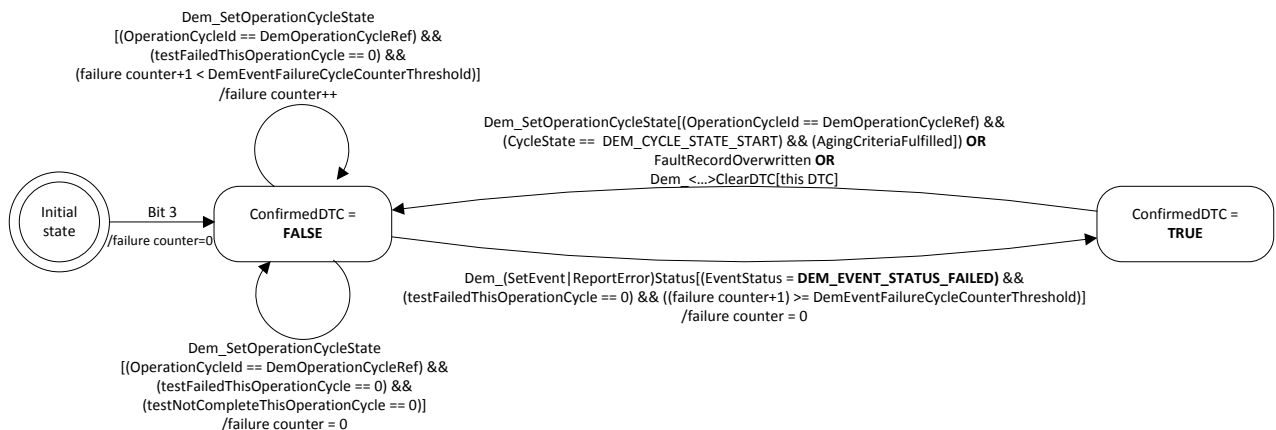 Dem_SetOperationCycleState
[(OperationCycleId == DemOperationCycleRef) &&
(testFailedThisOperationCycle == 0) &&
(failure counter+1 < DemEventFailureCycleCounterThreshold)]
/failure counter++
Dem_SetOperationCycleState[(OperationCycleId == DemOperationCycleRef) &&
(CycleState == DEM_CYCLE_STATE_START) && (AgingCriteriaFulfilled]) OR
FaultRecordOverwritten OR
Dem_<...>ClearDTC[this DTC]
Initial
state
Bit 3
/failure counter=0
ConfirmedDTC =
FALSE
ConfirmedDTC =
TRUE
Dem_(SetEvent|ReportError)Status[(EventStatus = DEM_EVENT_STATUS_FAILED) &&
(testFailedThisOperationCycle == 0) && ((failure counter+1) >= DemEventFailureCycleCounterThreshold)]
/failure counter = 0
Dem_SetOperationCycleState
[(OperationCycleId == DemOperationCycleRef) &&
(testFailedThisOperationCycle == 0) &&
(testNotCompleteThisOperationCycle == 0)]
/failure counter = 0